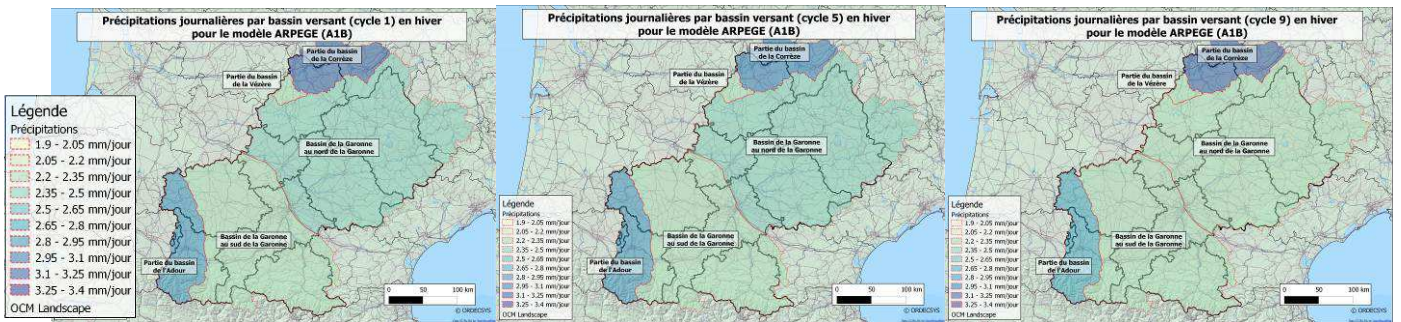 Précipitations journalières par bassin versant (cycle 1) en hiver
pour le modèle ARPEGE (A1B)
Partie du bassin
de la Corrèze
Partie du bassin
de la Vézère
Bassin de la Garonne
au nord de la Garonne
Bassin de la Garonne
au sud de la Garonne
Partie du bassin
de l'Adour
Légende
Précipitations
1.9 - 2.05 mm/jour
2.05 - 2.2 mm/jour
2.2 - 2.35 mm/jour
2.35 - 2.5 mm/jour
2.5 - 2.65 mm/jour
2.65 - 2.8 mm/jour
2.8 - 2.95 mm/jour
2.95 - 3.1 mm/jour
3.1 - 3.25 mm/jour
3.25 - 3.4 mm/jour
OCM Landscape
0 50 100 km
© ORDECSYS
Précipitations journalières par bassin versant (cycle 5) en hiver
pour le modèle ARPEGE (A1B)
Partie du bassin
de la Corrèze
Partie du bassin
de la Vézère
Bassin de la Garonne
au nord de la Garonne
Bassin de la Garonne
au sud de la Garonne
Partie du bassin
de l'Adour
Légende
Précipitations
1.9 - 2.05 mm/jour
2.05 - 2.2 mm/jour
2.2 - 2.35 mm/jour
2.35 - 2.5 mm/jour
2.5 - 2.65 mm/jour
2.65 - 2.8 mm/jour
2.8 - 2.95 mm/jour
2.95 - 3.1 mm/jour
3.1 - 3.25 mm/jour
3.25 - 3.4 mm/jour
OCM Landscape
0 50 100 km
© ORDECSYS
Précipitations journalières par bassin versant (cycle 9) en hiver
pour le modèle ARPEGE (A1B)
Partie du bassin
de la Corrèze
Partie du bassin
de la Vézère
Bassin de la Garonne
au nord de la Garonne
Bassin de la Garonne
au sud de la Garonne
Partie du bassin
de l'Adour
Légende
Précipitations
1.9 - 2.05 mm/jour
2.05 - 2.2 mm/jour
2.2 - 2.35 mm/jour
2.35 - 2.5 mm/jour
2.5 - 2.65 mm/jour
2.65 - 2.8 mm/jour
2.8 - 2.95 mm/jour
2.95 - 3.1 mm/jour
3.1 - 3.25 mm/jour
3.25 - 3.4 mm/jour
OCM Landscape
0 50 100 km
© ORDECSYS